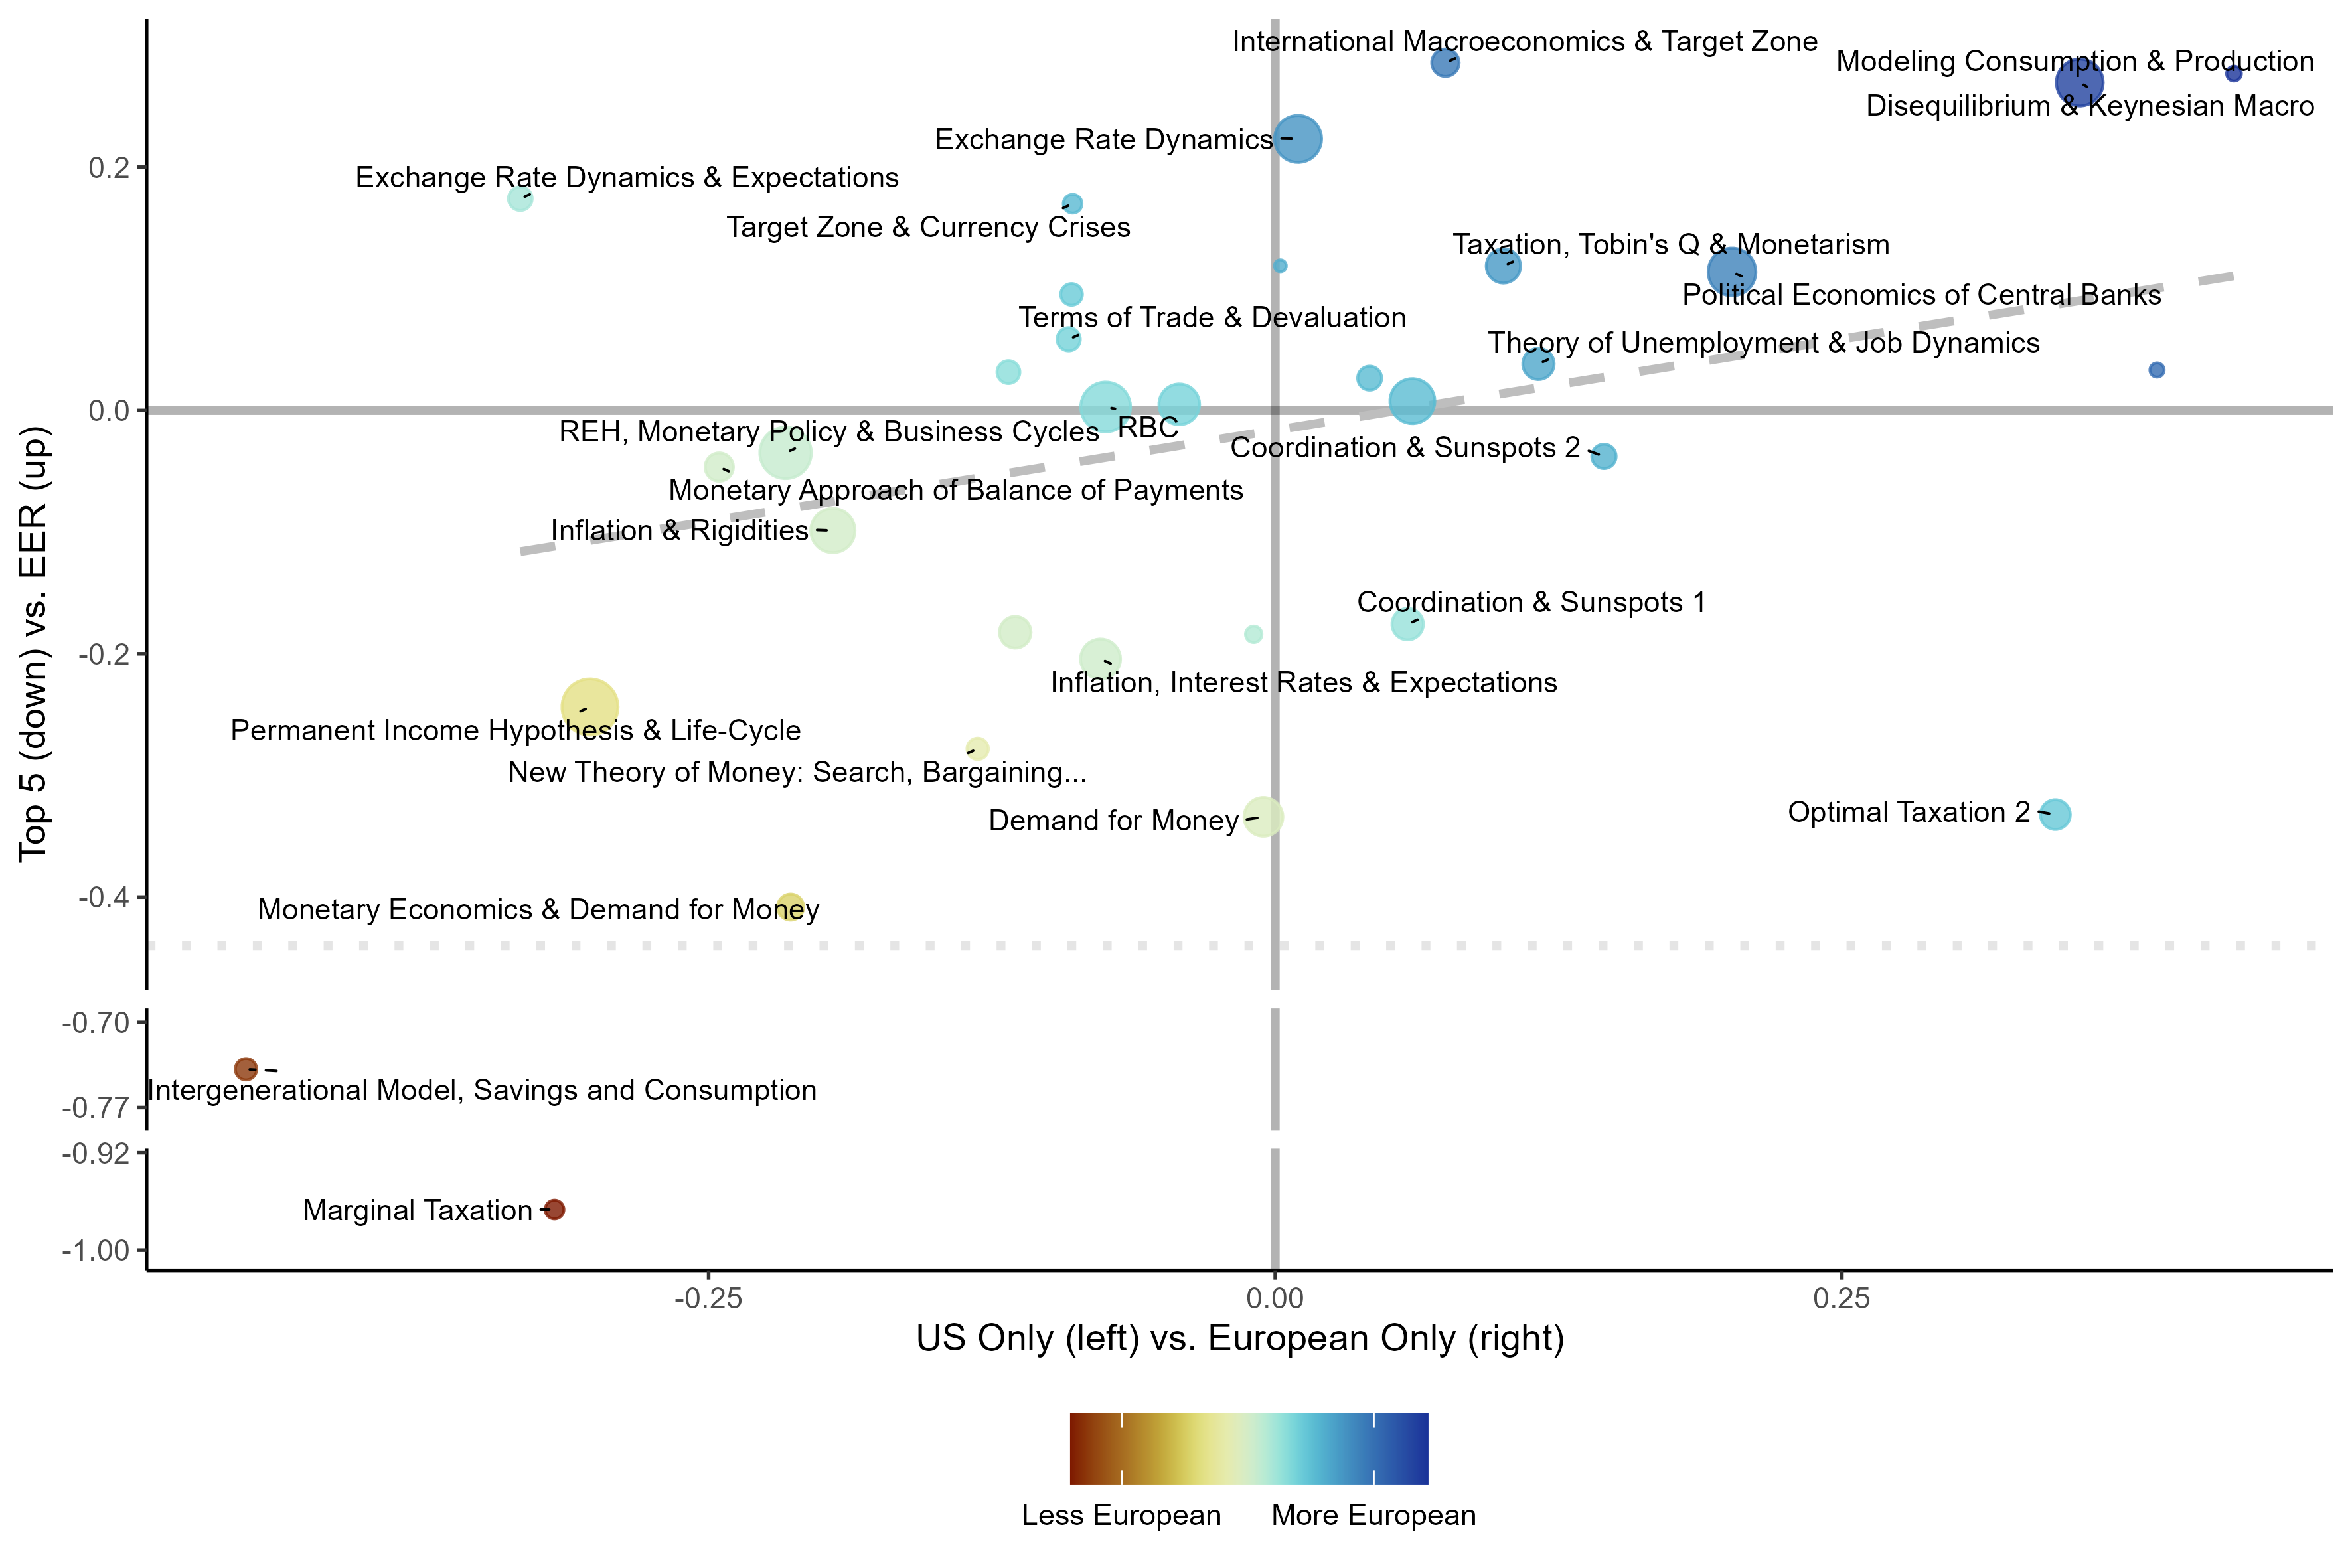 International Macroeconomics & Target Zone
Modeling Consumption & Production
Disequilibrium & Keynesian Macro
Exchange Rate Dynamics
0.2
Exchange Rate Dynamics & Expectations
Target Zone & Currency Crises
Taxation, Tobin's Q & Monetarism
Political Economics of Central Banks
Terms of Trade & Devaluation
Theory of Unemployment & Job Dynamics
0.0
REH, Monetary Policy & Business Cycles
RBC
Coordination & Sunspots 2
Monetary Approach of Balance of Payments
Inflation & Rigidities
Coordination & Sunspots 1
-0.2
Inflation, Interest Rates & Expectations
Permanent Income Hypothesis & Life-Cycle
New Theory of Money: Search, Bargaining...
Demand for Money
Optimal Taxation 2
-0.4
Monetary Economics & Demand for Money
Top 5 (down) vs. EER (up)
-0.70
Intergenerational Model, Savings and Consumption
-0.77
-0.92
Marginal Taxation
-1.00
-0.25
0.00
0.25
US Only (left) vs. European Only (right)
Less European
More European